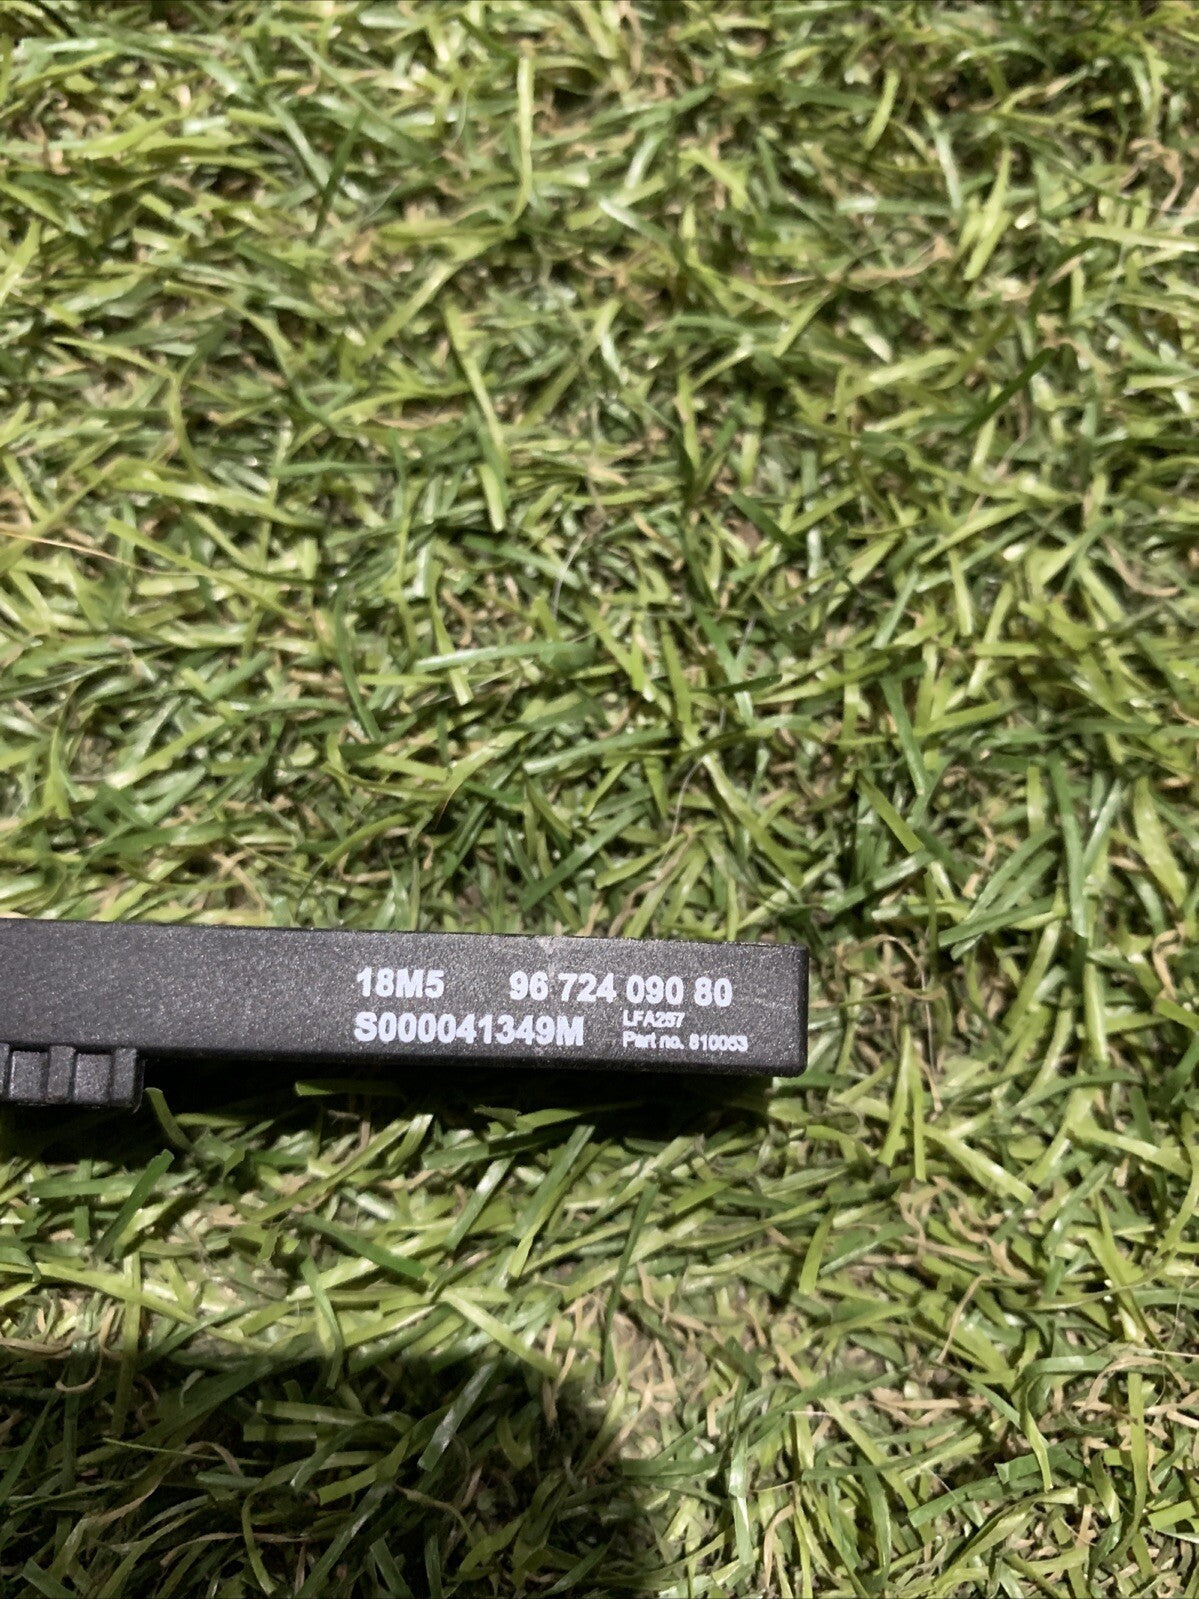 18M5 96 724 090 80
S000041349M LFA257
Part no. 810053